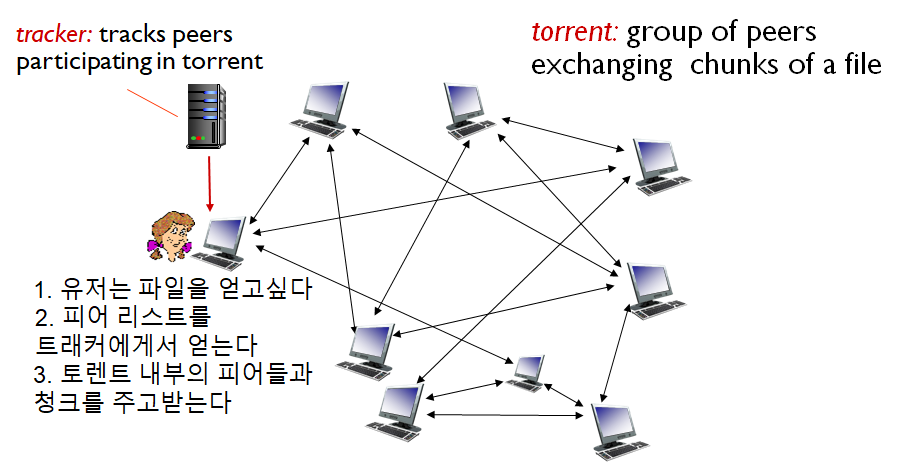 tracker: tracks peers
participating in torrent
torrent: group of peers
exchanging chunks of a file
1. 유저는 파일을 얻고싶다
2. 피어 리스트를
트래커에게서 얻는다
3. 토렌트 내부의 피어들과
청크를 주고받는다